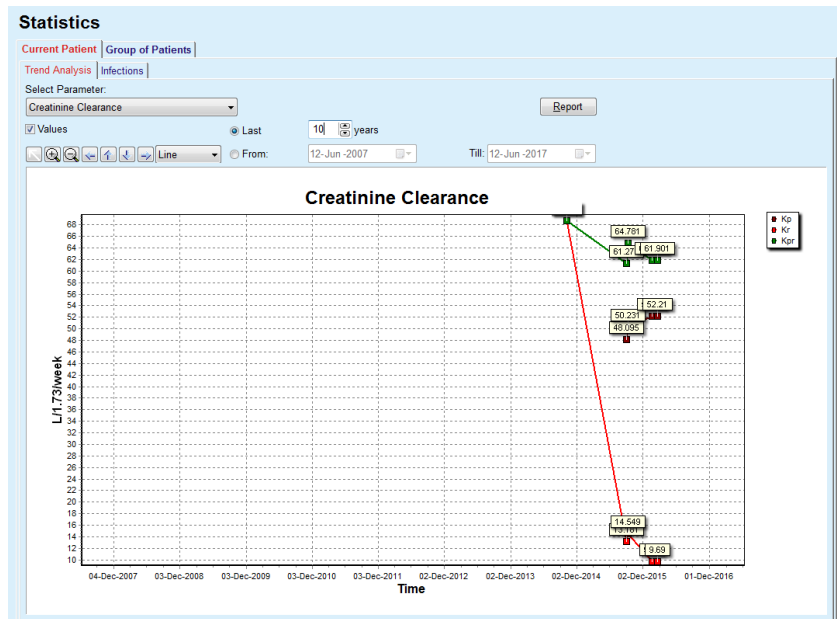 Statistics
Current Patient Group of Patients
Trend Analysis Infections
Select Parameter:
Creatinine Clearance Report
Values Last 10 years
Line From: 12-Jun -2007 Till: 12-Jun -2017
Creatinine Clearance
Kp
Kr
Kpr
68
66
64
62
60
58
56
54
52
50
48
46
44
42
40
38
36
34
32
30
28
26
24
22
20
18
16
14
12
10
L/1.73/week
64.781
61.901
52.21
50.231
48.095
14.549
9.69
04-Dec-2007 03-Dec-2008 03-Dec-2009 03-Dec-2010 03-Dec-2011 02-Dec-2012 02-Dec-2013 02-Dec-2014 02-Dec-2015 01-Dec-2016
Time